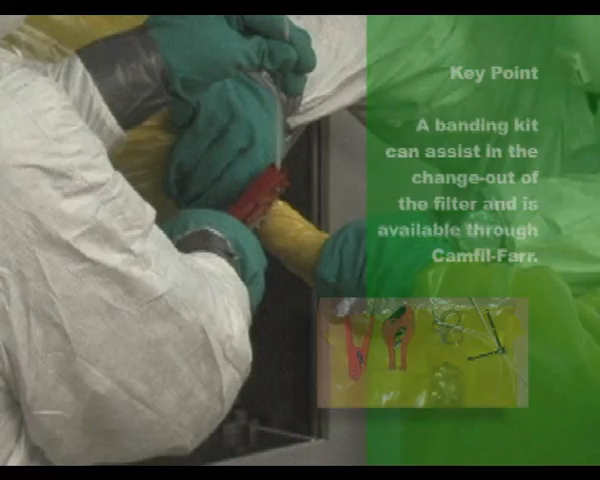 Key Point
A banding kit
can assist in the
change-out of
the filter and is
available through
Camfil-Farr.